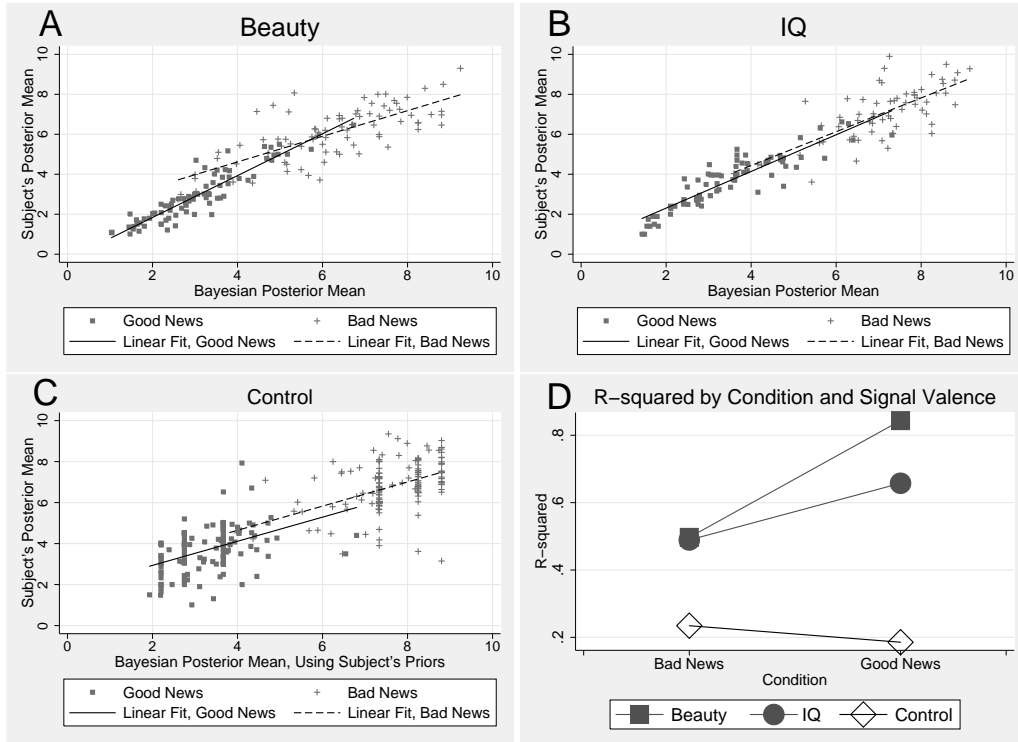 A
Beauty
Subject's Posterior Mean
0 2 4 6 8 10
0 2 4 6 8 10
Bayesian Posterior Mean
Good News Bad News
Linear Fit, Good News Linear Fit, Bad News
B
IQ
Subject's Posterior Mean
0 2 4 6 8 10
0 2 4 6 8 10
Bayesian Posterior Mean
Good News Bad News
Linear Fit, Good News Linear Fit, Bad News
C
Control
Subject's Posterior Mean
0 2 4 6 8 10
0 2 4 6 8 10
Bayesian Posterior Mean, Using Subject's Priors
Good News Bad News
Linear Fit, Good News Linear Fit, Bad News
D
R−squared by Condition and Signal Valence
R−squared
.2 .4 .6 .8
Bad News Good News
Condition
Beauty IQ Control